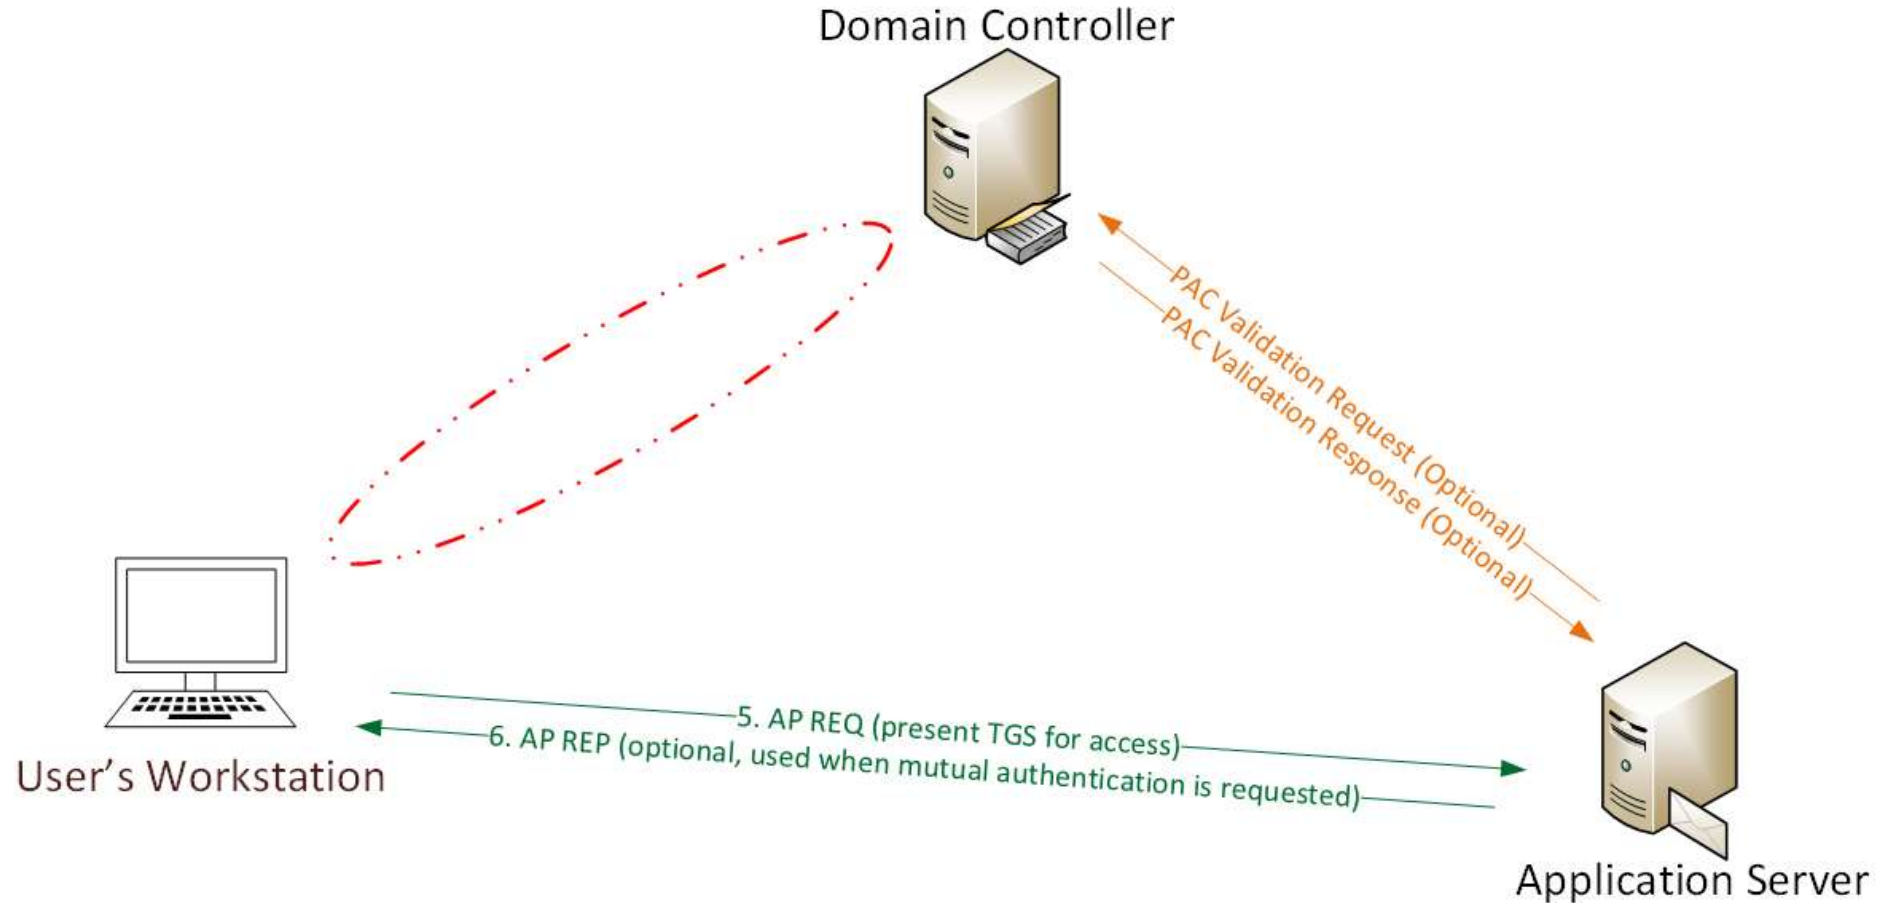 Domain Controller
PAC Validation Request (Optional)
PAC Validation Response (Optional)
5. AP REQ (present TGS for access)
6. AP REP (optional, used when mutual authentication is requested)
User’s Workstation
Application Server